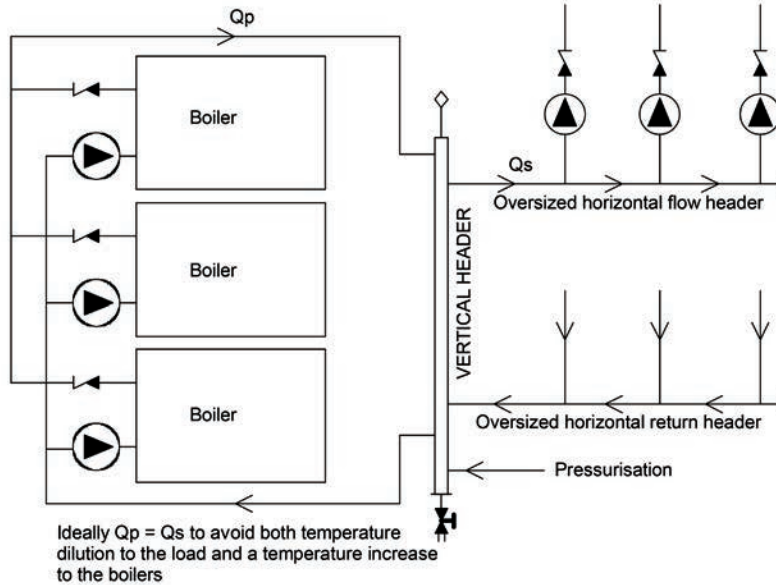 Qp
Boiler
Qs
Oversized horizontal flow header
VERTICAL HEADER
Boiler
Boiler
Oversized horizontal return header
Pressurisation
Ideally Qp = Qs to avoid both temperature
dilution to the load and a temperature increase
to the boilers